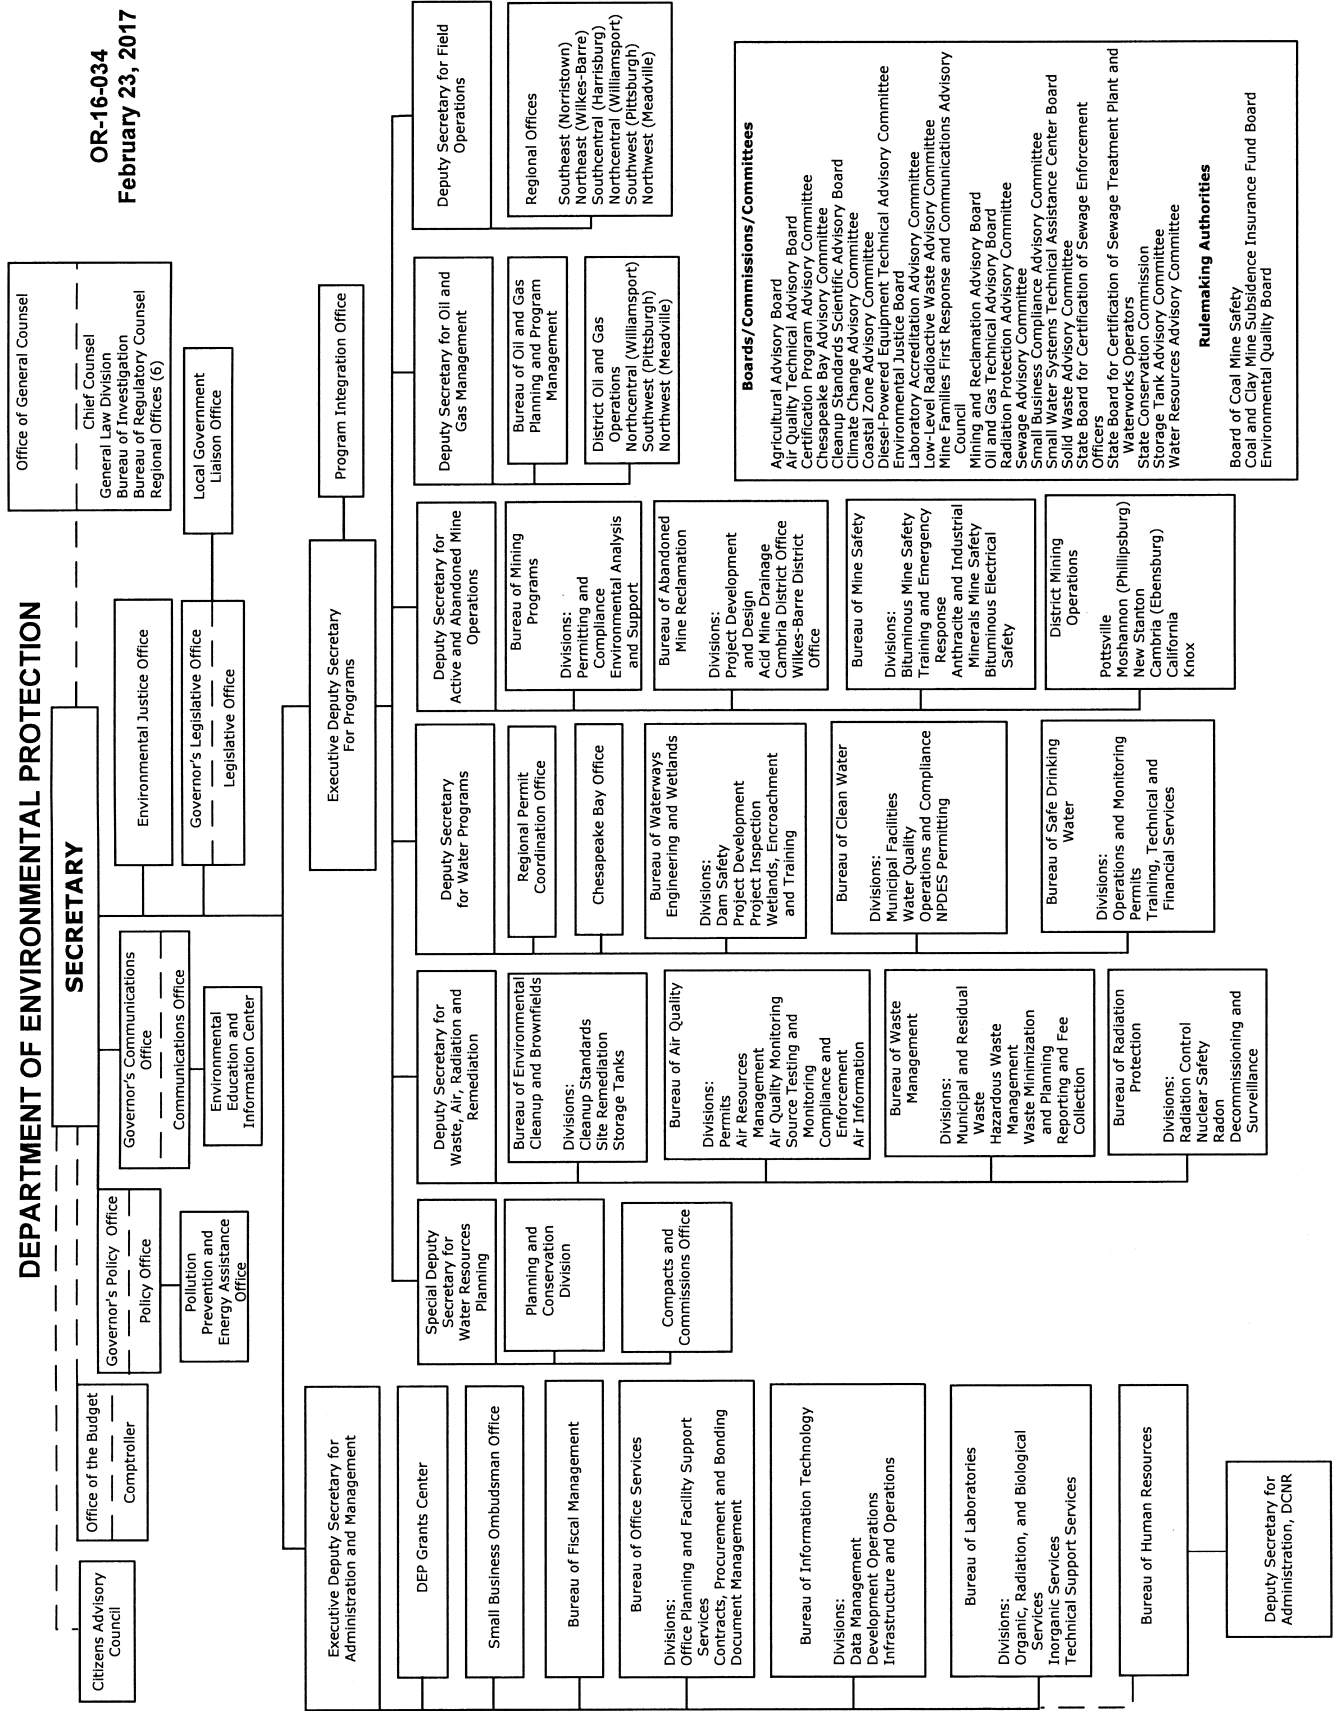 DEPARTMENT OF ENVIRONMENTAL PROTECTION
OR-16-034
February 23, 2017
SECRETARY
Citizens Advisory
Council
Office of the Budget
Comptroller
Governor's Policy Office
Policy Office
Pollution
Prevention and
Energy Assistance
Office
Governor's Communications
Office
Communications Office
Environmental
Education and
Information Center
Environmental Justice Office
Governor's Legislative Office
Legislative Office
Local Government
Liaison Office
Office of General Counsel
Chief Counsel
General Law Division
Bureau of Investigation
Bureau of Regulatory Counsel
Regional Offices (6)
Executive Deputy Secretary for
Administration and Management
DEP Grants Center
Small Business Ombudsman Office
Bureau of Fiscal Management
Bureau of Office Services
Divisions:
Office Planning and Facility Support
Services
Contracts, Procurement and Bonding
Document Management
Bureau of Information Technology
Divisions:
Data Management
Development Operations
Infrastructure and Operations
Bureau of Laboratories
Divisions:
Organic, Radiation, and Biological
Services
Inorganic Services
Technical Support Services
Bureau of Human Resources
Deputy Secretary for
Administration, DCNR
Executive Deputy Secretary
For Programs
Program Integration Office
Special Deputy
Secretary for
Water Resources
Planning
Planning and
Conservation
Division
Compacts and
Commissions Office
Deputy Secretary for
Waste, Air, Radiation and
Remediation
Bureau of Environmental
Cleanup and Brownfields
Divisions:
Cleanup Standards
Site Remediation
Storage Tanks
Bureau of Air Quality
Divisions:
Permits
Air Resources
Management
Air Quality Monitoring
Source Testing and
Monitoring
Compliance and
Enforcement
Air Information
Bureau of Waste
Management
Divisions:
Municipal and Residual
Waste
Hazardous Waste
Management
Waste Minimization
and Planning
Reporting and Fee
Collection
Bureau of Radiation
Protection
Divisions:
Radiation Control
Nuclear Safety
Radon
Decommissioning and
Surveillance
Deputy Secretary
for Water Programs
Regional Permit
Coordination Office
Chesapeake Bay Office
Bureau of Waterways
Engineering and Wetlands
Divisions:
Dam Safety
Project Development
Project Inspection
Wetlands, Encroachment
and Training
Bureau of Clean Water
Divisions:
Municipal Facilities
Water Quality
Operations and Compliance
NPDES Permitting
Bureau of Safe Drinking
Water
Divisions:
Operations and Monitoring
Permits
Training, Technical and
Financial Services
Deputy Secretary for
Active and Abandoned Mine
Operations
Bureau of Mining
Programs
Divisions:
Permitting and
Compliance
Environmental Analysis
and Support
Bureau of Abandoned
Mine Reclamation
Divisions:
Project Development
and Design
Acid Mine Drainage
Cambria District Office
Wilkes-Barre District
Office
Bureau of Mine Safety
Divisions:
Bituminous Mine Safety
Training and Emergency
Response
Anthracite and Industrial
Minerals Mine Safety
Bituminous Electrical
Safety
District Mining
Operations
Pottsville
Moshannon (Phillipsburg)
New Stanton
Cambria (Ebensburg)
California
Knox
Deputy Secretary for Oil and
Gas Management
Bureau of Oil and Gas
Planning and Program
Management
District Oil and Gas
Operations
Northcentral (Williamsport)
Southwest (Pittsburgh)
Northwest (Meadville)
Deputy Secretary for Field
Operations
Regional Offices
Southeast (Norristown)
Northeast (Wilkes-Barre)
Southcentral (Harrisburg)
Northcentral (Williamsport)
Southwest (Pittsburgh)
Northwest (Meadville)
Boards/Commissions/Committees
Agricultural Advisory Board
Air Quality Technical Advisory Board
Certification Program Advisory Committee
Chesapeake Bay Advisory Committee
Cleanup Standards Scientific Advisory Board
Climate Change Advisory Committee
Coastal Zone Advisory Committee
Diesel-Powered Equipment Technical Advisory Committee
Environmental Justice Board
Laboratory Accreditation Advisory Committee
Low-Level Radioactive Waste Advisory Committee
Mine Families First Response and Communications Advisory
Council
Mining and Reclamation Advisory Board
Oil and Gas Technical Advisory Board
Radiation Protection Advisory Committee
Sewage Advisory Committee
Small Business Compliance Advisory Committee
Small Water Systems Technical Assistance Center Board
Solid Waste Advisory Committee
State Board for Certification of Sewage Enforcement
Officers
State Board for Certification of Sewage Treatment Plant and
Waterworks Operators
State Conservation Commission
Storage Tank Advisory Committee
Water Resources Advisory Committee
Rulemaking Authorities
Board of Coal Mine Safety
Coal and Clay Mine Subsidence Insurance Fund Board
Environmental Quality Board